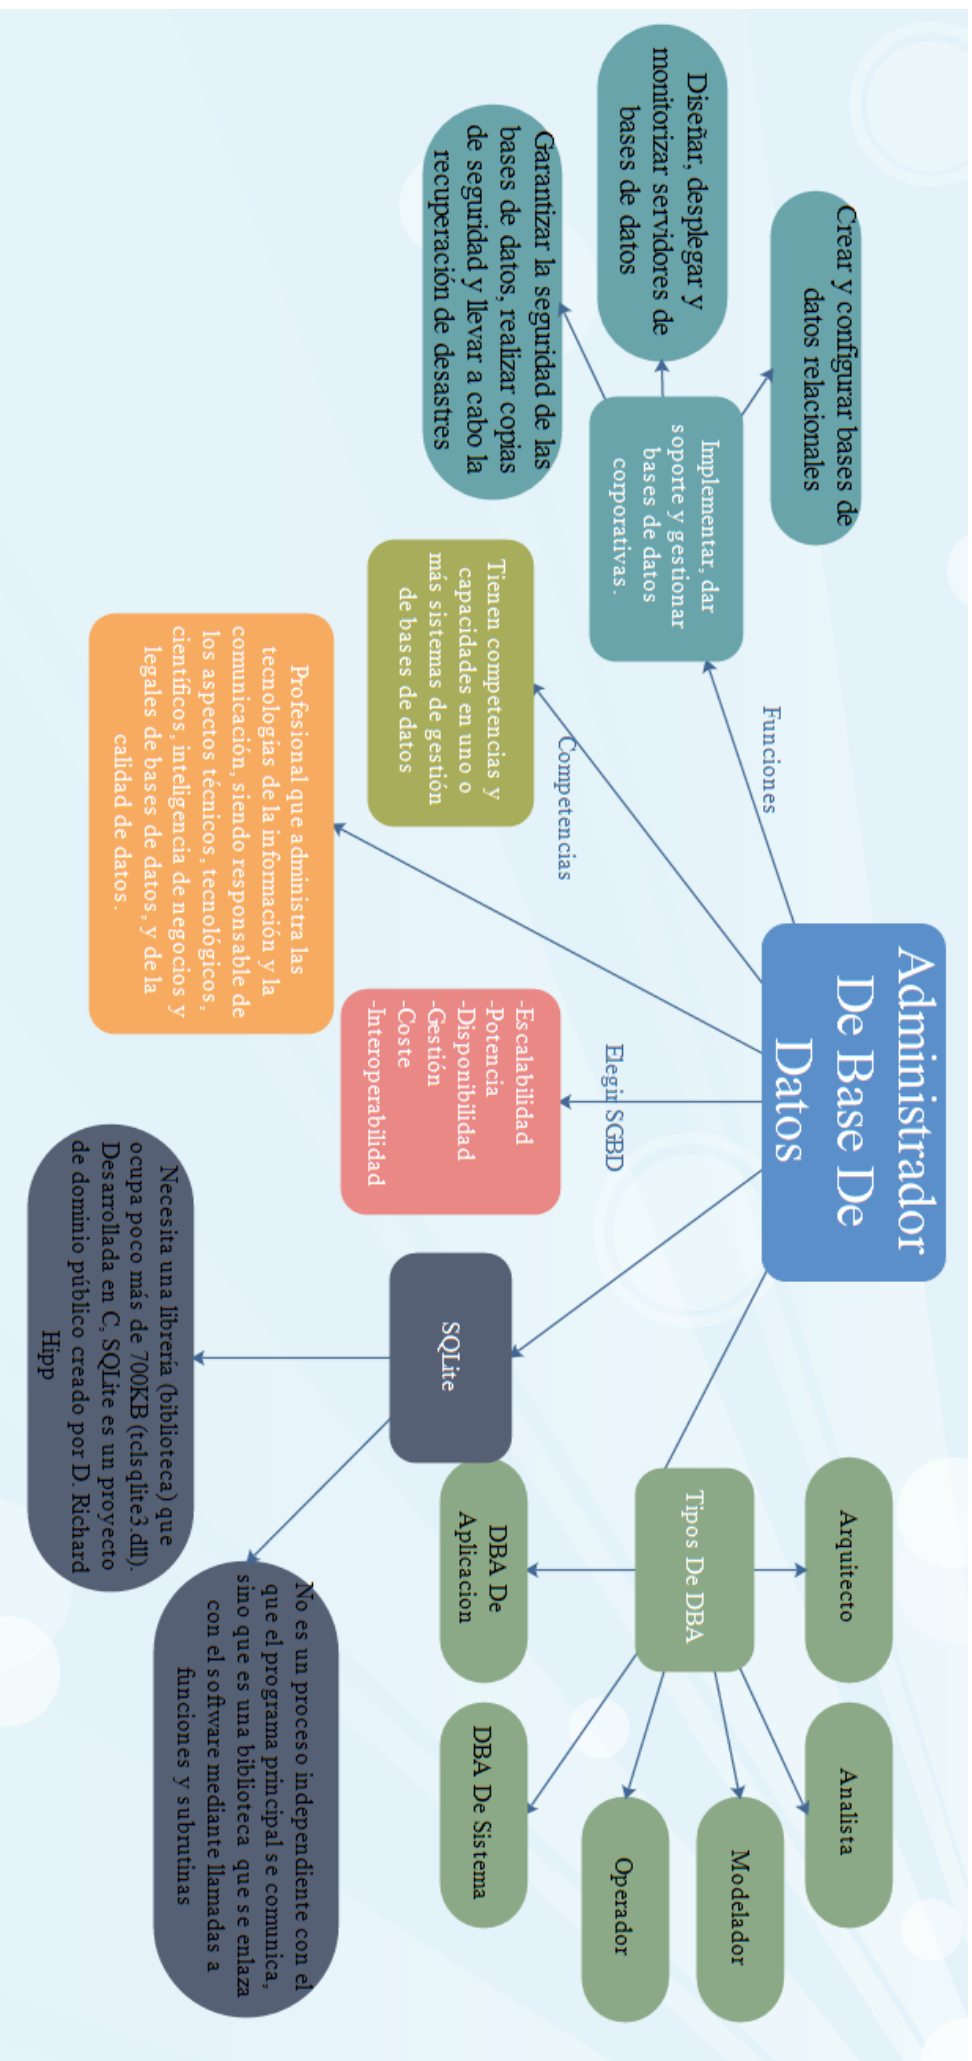 Administrador
De Base De
Datos
Funciones
Implementar, dar
soporte y gestionar
bases de datos
corporativas.
Crear y configurar bases de
datos relacionales
Diseñar, desplegar y
monitorizar servidores de
bases de datos
Garantizar la seguridad de las
bases de datos, realizar copias
de seguridad y llevar a cabo la
recuperación de desastres
Competencias
Tienen competencias y
capacidades en uno o
más sistemas de gestión
de bases de datos
Profesional que administra las
tecnologías de la información y la
comunicación, siendo responsable de
los aspectos técnicos, tecnológicos,
científicos, inteligencia de negocios y
legales de bases de datos, y de la
calidad de datos.
Elegir SGBD
-Escalabilidad
-Potencia
-Disponibilidad
-Gestión
-Coste
-Interoperabilidad
SQLite
Necesita una librería (biblioteca) que
ocupa poco más de 700KB (tclsqlite3.dll).
Desarrollada en C, SQLite es un proyecto
de dominio público creado por D. Richard
Hipp
No es un proceso independiente con el
que el programa principal se comunica,
sino que es una biblioteca que se enlaza
con el software mediante llamadas a
funciones y subrutinas
Tipos De DBA
Arquitecto
Analista
Modelador
Operador
DBA De Sistema
DBA De
Aplicacion